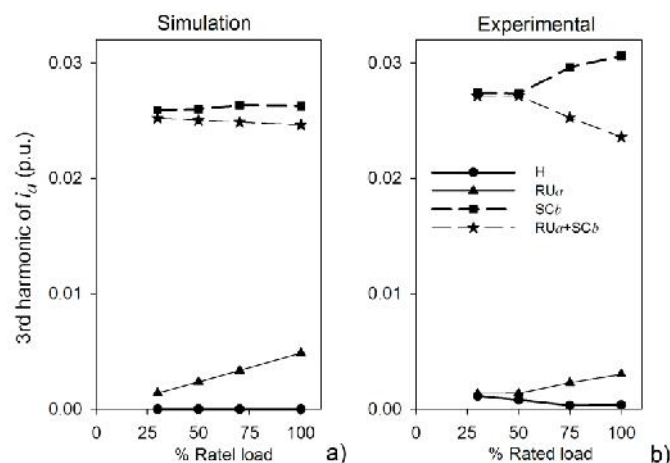 Simulation
Experimental
3rd harmonic of i_a (p.u.)
0.03
0.02
0.01
0.00
0 25 50 75 100
% Ratel load
a)
0.03
0.02
0.01
0.00
H
RUa
SCb
RUa+SCb
0 25 50 75 100
% Rated load
b)